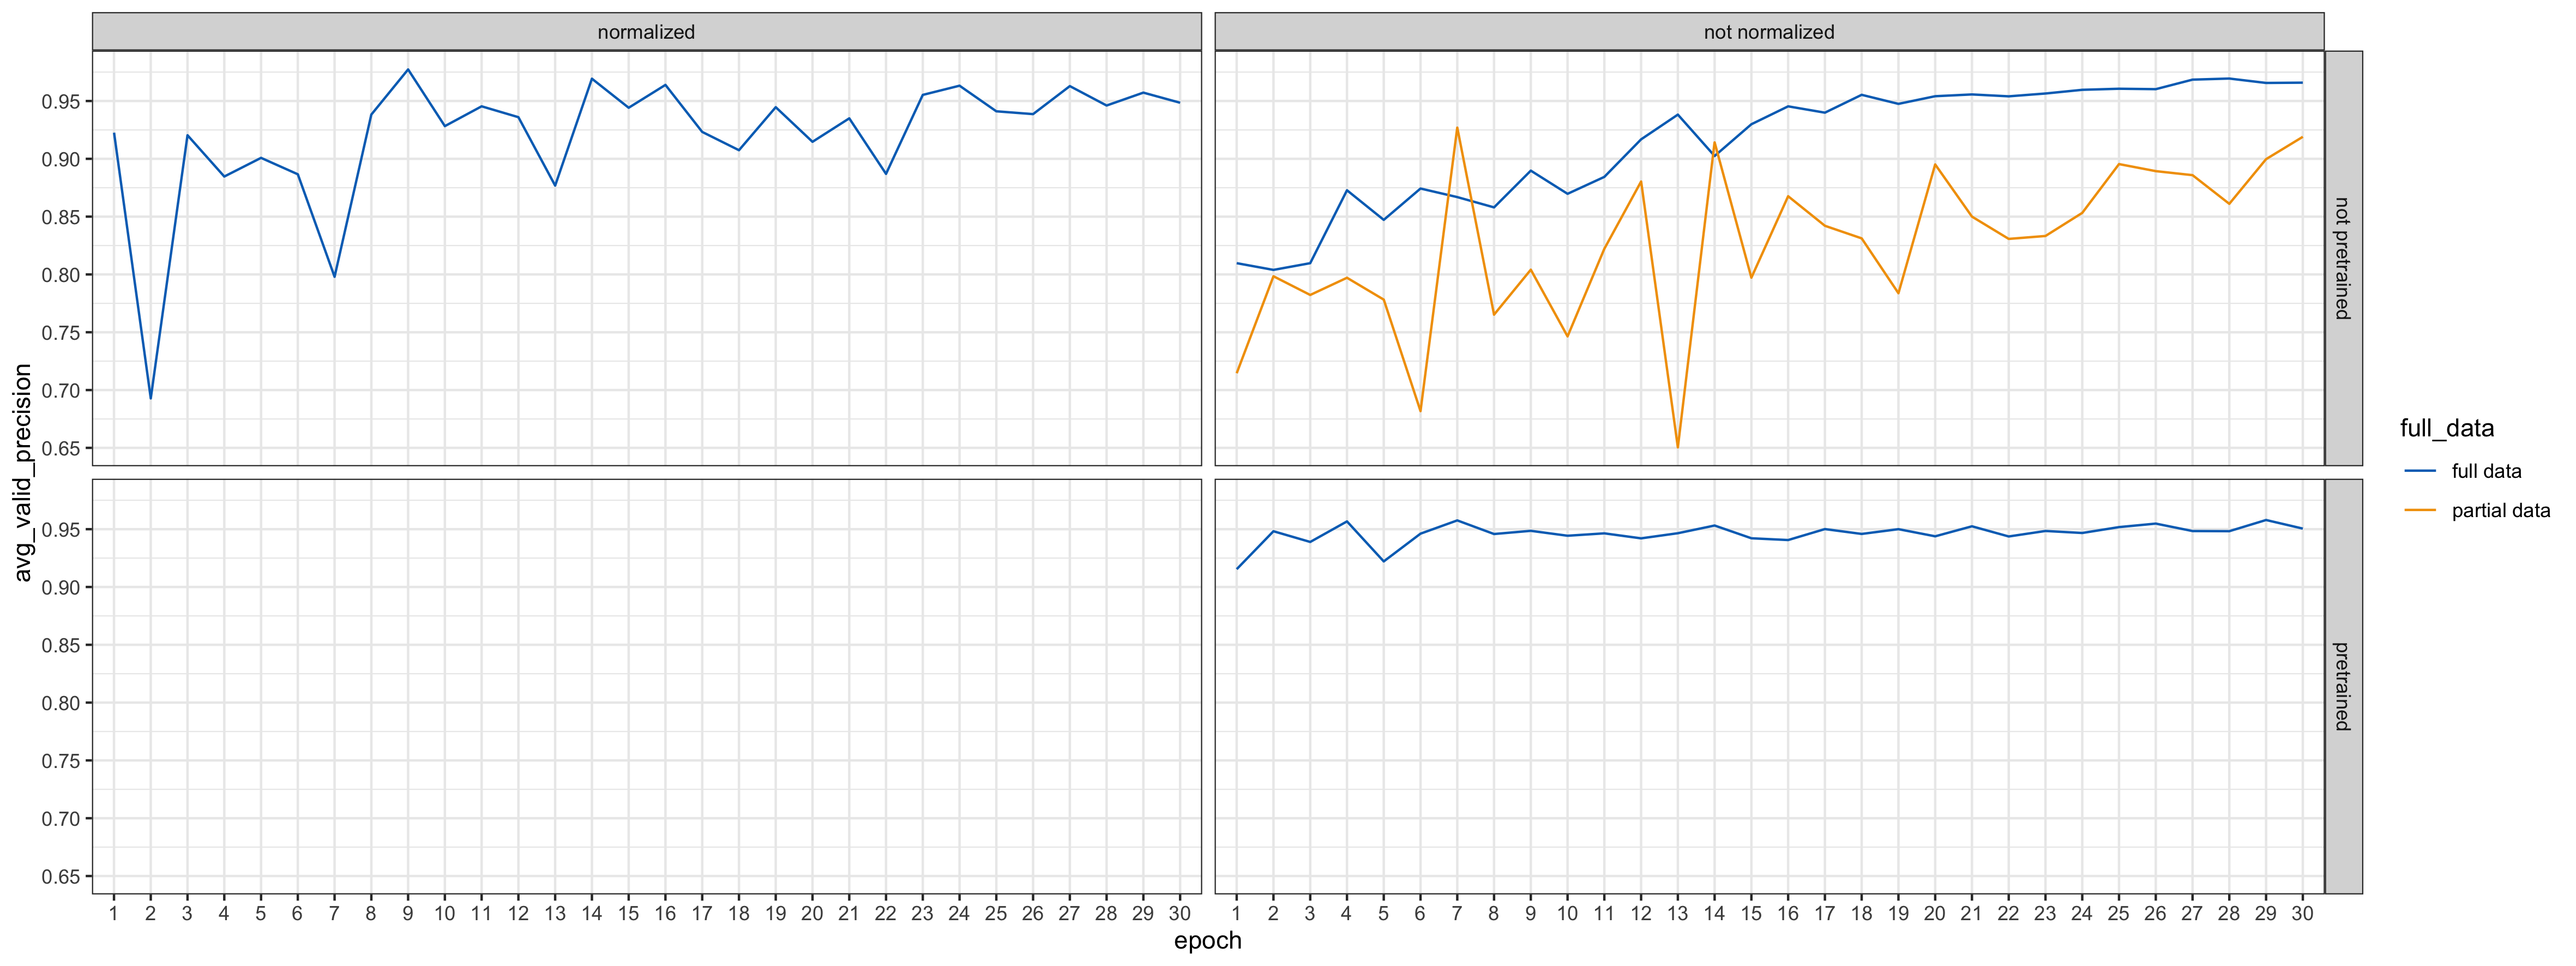 normalized
not normalized
0.95
0.90
0.85
0.80
0.75
0.70
0.65
not pretrained
0.95
0.90
0.85
0.80
0.75
0.70
0.65
pretrained
avg_valid_precision
1 2 3 4 5 6 7 8 9 10 11 12 13 14 15 16 17 18 19 20 21 22 23 24 25 26 27 28 29 30
1 2 3 4 5 6 7 8 9 10 11 12 13 14 15 16 17 18 19 20 21 22 23 24 25 26 27 28 29 30
epoch
full_data
full data
partial data